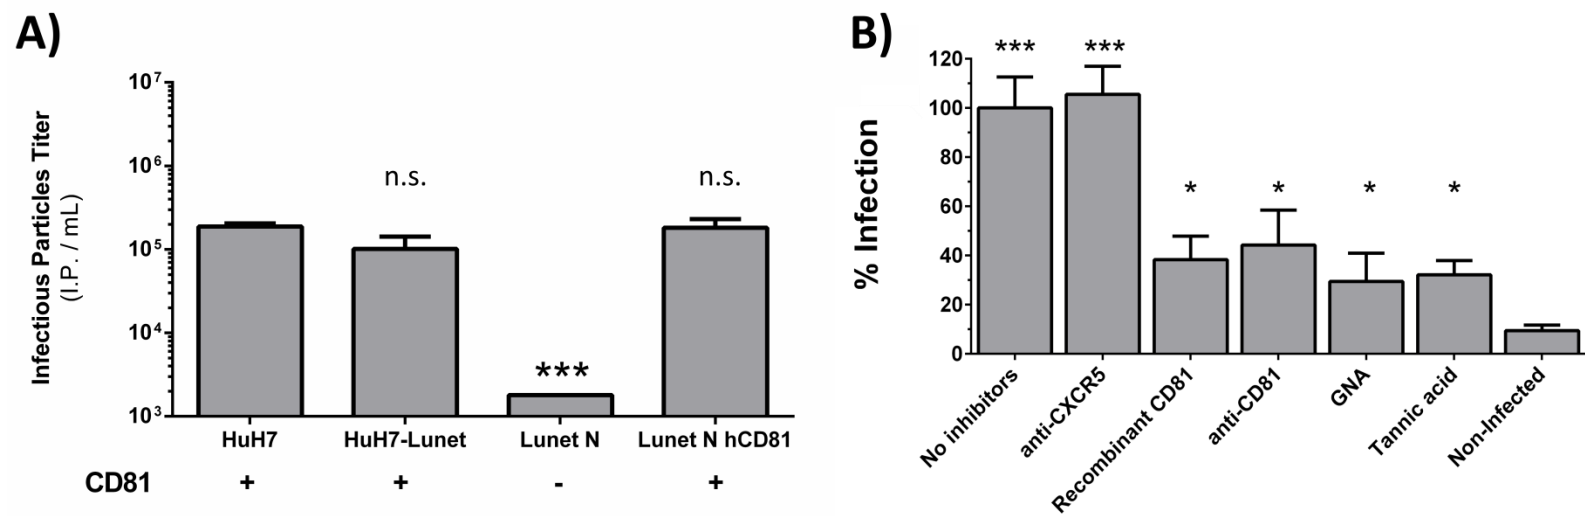 A)
10⁷
10⁶
10⁵
10⁴
10³
Infectious Particles Titer
(I.P. / mL)
n.s.
***
n.s.
HuH7
HuH7-Lunet
Lunet N
Lunet N hCD81
CD81
+
+
-
+
B)
120
100
80
60
40
20
0
% Infection
***
***
*
*
*
*
No inhibitors
anti-CXCR5
Recombinant CD81
anti-CD81
GNA
Tannic acid
Non-Infected